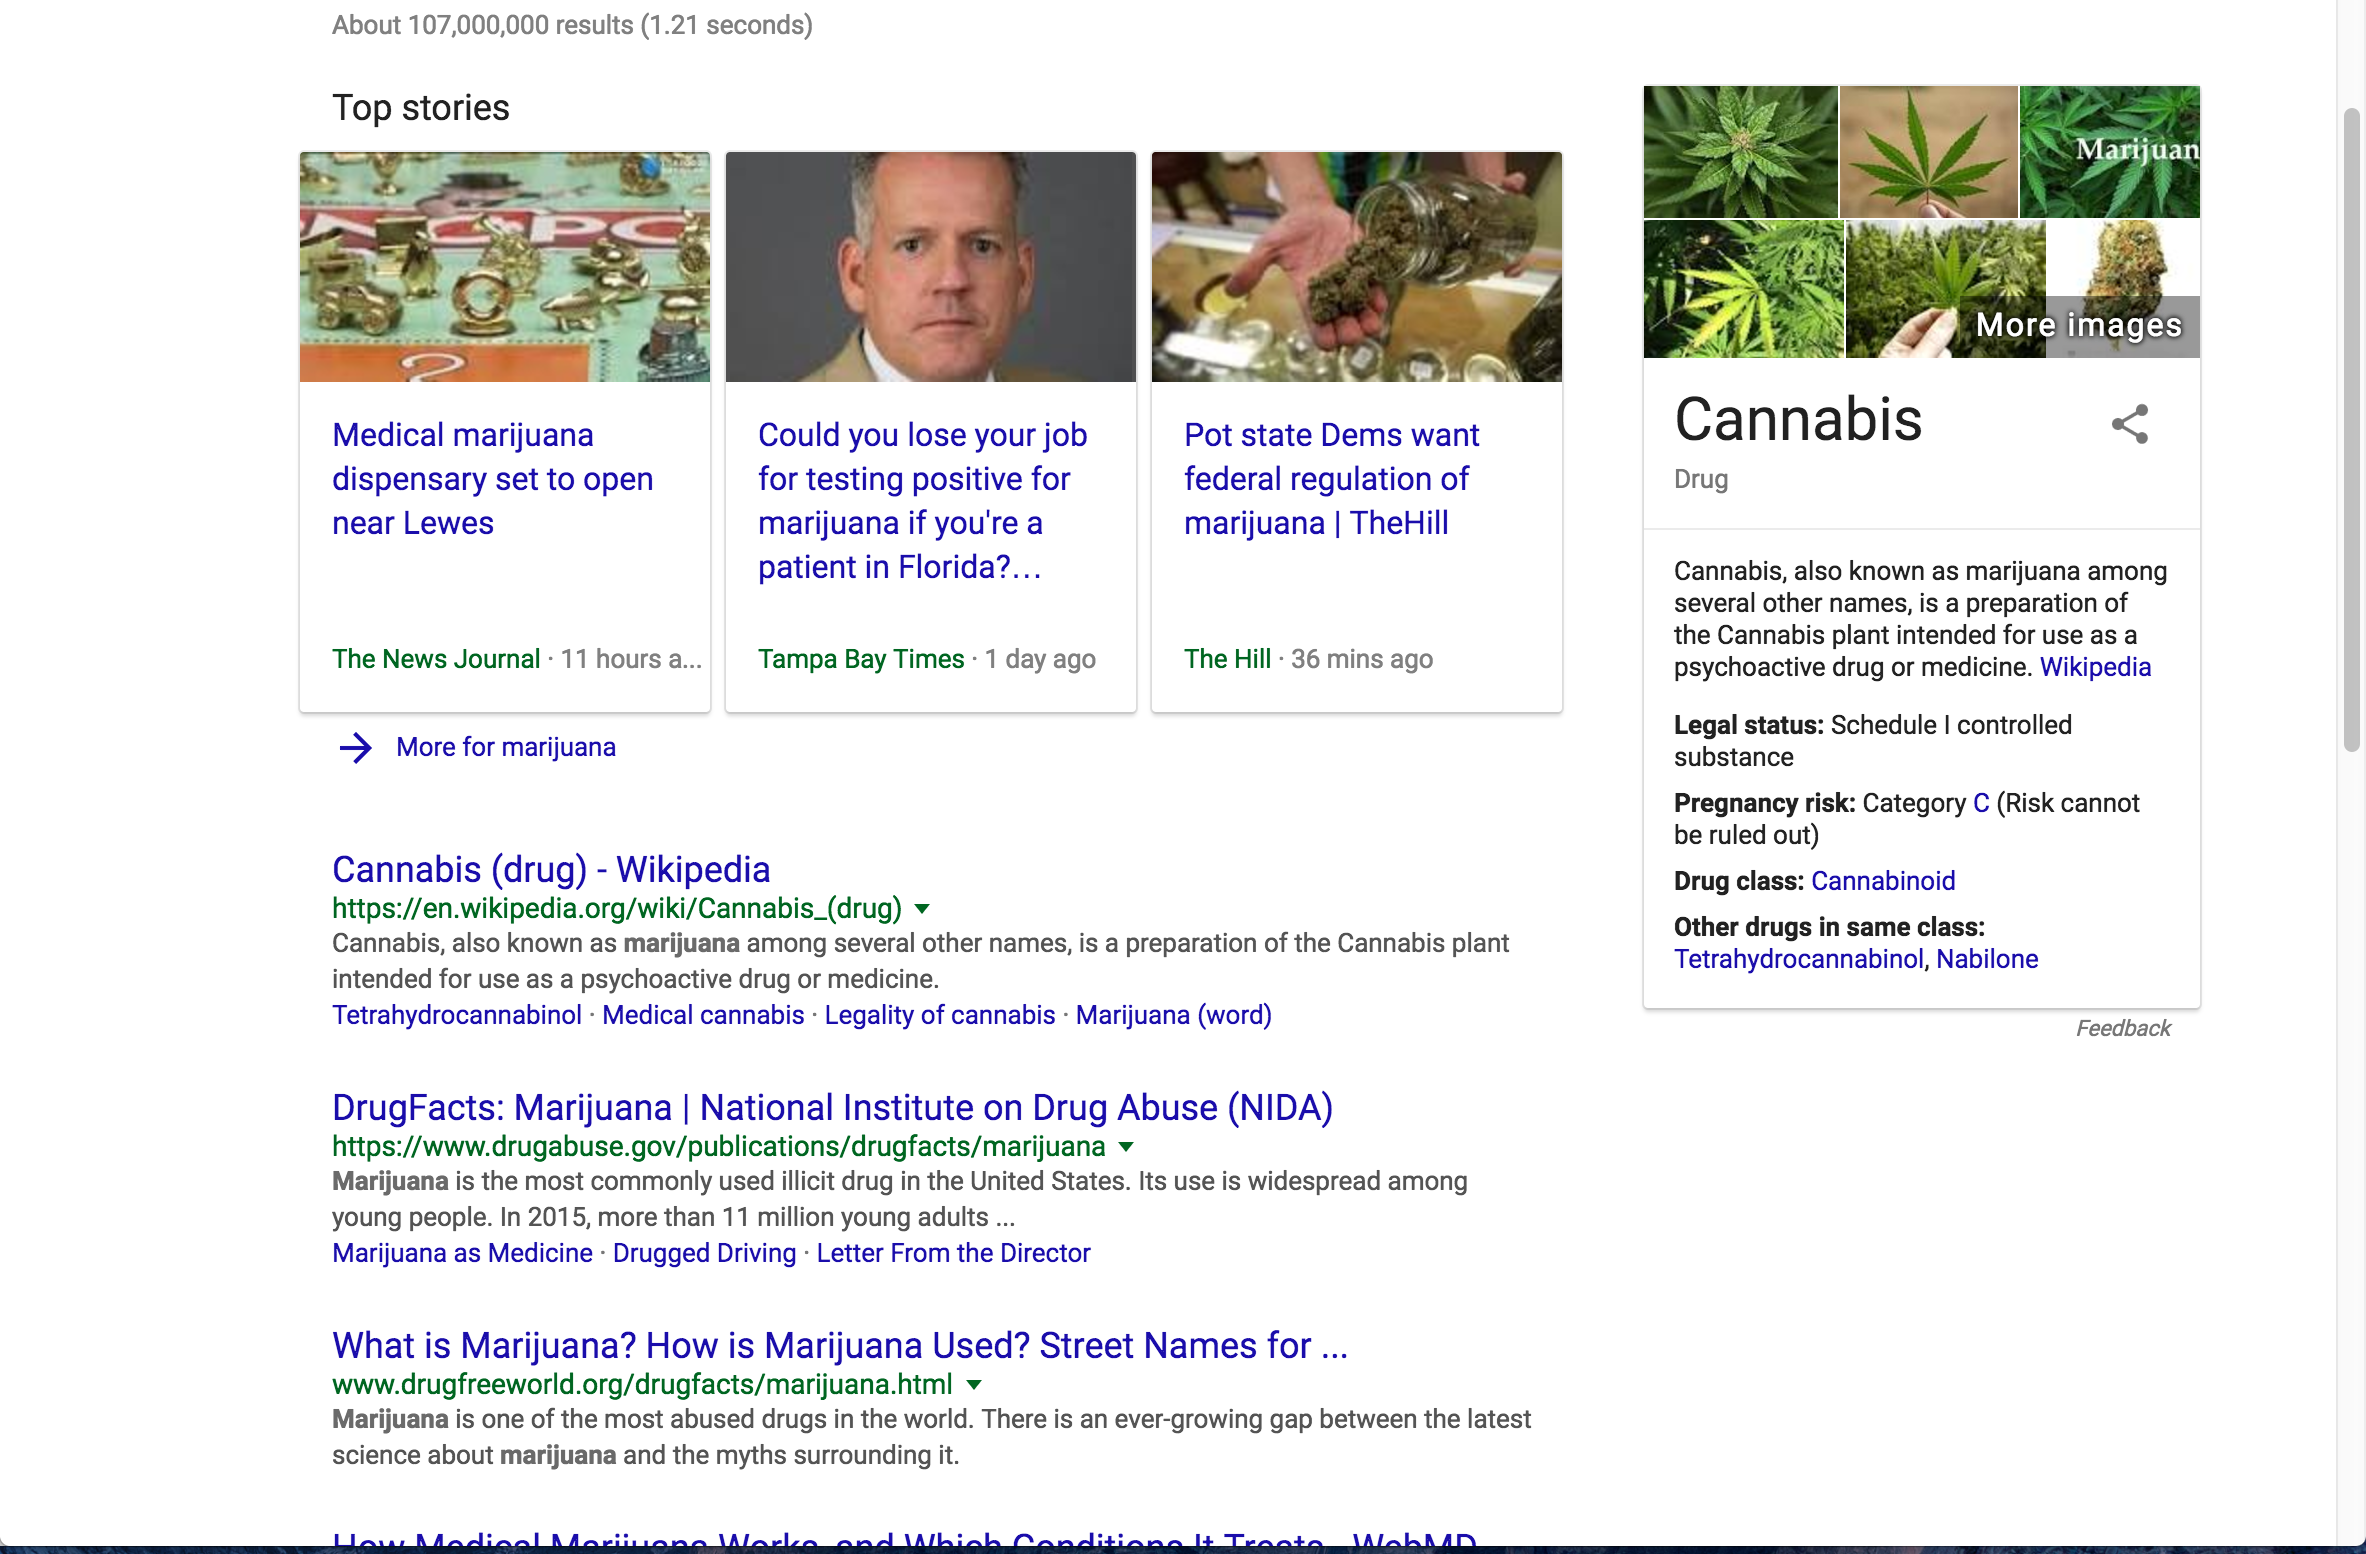 About 107,000,000 results (1.21 seconds)
Top stories
Medical marijuana
dispensary set to open
near Lewes
The News Journal · 11 hours a...
Could you lose your job
for testing positive for
marijuana if you're a
patient in Florida?...
Tampa Bay Times · 1 day ago
Pot state Dems want
federal regulation of
marijuana | TheHill
The Hill · 36 mins ago
More for marijuana
Cannabis (drug) - Wikipedia
https://en.wikipedia.org/wiki/Cannabis_(drug)
Cannabis, also known as marijuana among several other names, is a preparation of the Cannabis plant
intended for use as a psychoactive drug or medicine.
Tetrahydrocannabinol · Medical cannabis · Legality of cannabis · Marijuana (word)
DrugFacts: Marijuana | National Institute on Drug Abuse (NIDA)
https://www.drugabuse.gov/publications/drugfacts/marijuana
Marijuana is the most commonly used illicit drug in the United States. Its use is widespread among
young people. In 2015, more than 11 million young adults ...
Marijuana as Medicine · Drugged Driving · Letter From the Director
What is Marijuana? How is Marijuana Used? Street Names for ...
www.drugfreeworld.org/drugfacts/marijuana.html
Marijuana is one of the most abused drugs in the world. There is an ever-growing gap between the latest
science about marijuana and the myths surrounding it.
How Medical Marijuana Works, and Which Conditions It Treats - WebMD
Marijuan
More images
Cannabis
Drug
Cannabis, also known as marijuana among
several other names, is a preparation of
the Cannabis plant intended for use as a
psychoactive drug or medicine. Wikipedia
Legal status: Schedule I controlled
substance
Pregnancy risk: Category C (Risk cannot
be ruled out)
Drug class: Cannabinoid
Other drugs in same class:
Tetrahydrocannabinol, Nabilone
Feedback